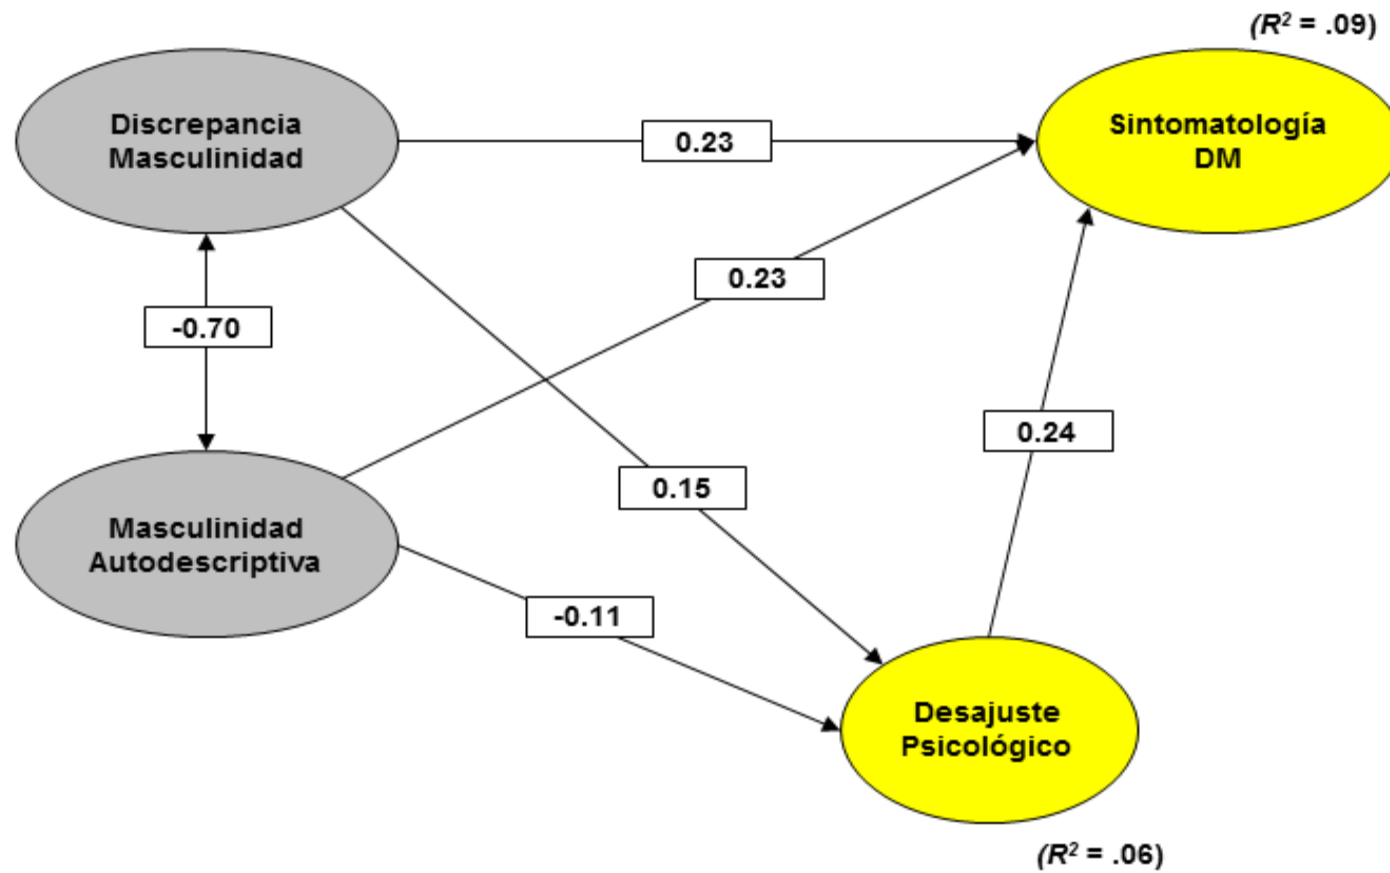 (R² = .09)
Discrepancia
Masculinidad
0.23
Sintomatología
DM
0.23
-0.70
0.24
0.15
Masculinidad
Autodescriptiva
-0.11
Desajuste
Psicológico
(R² = .06)